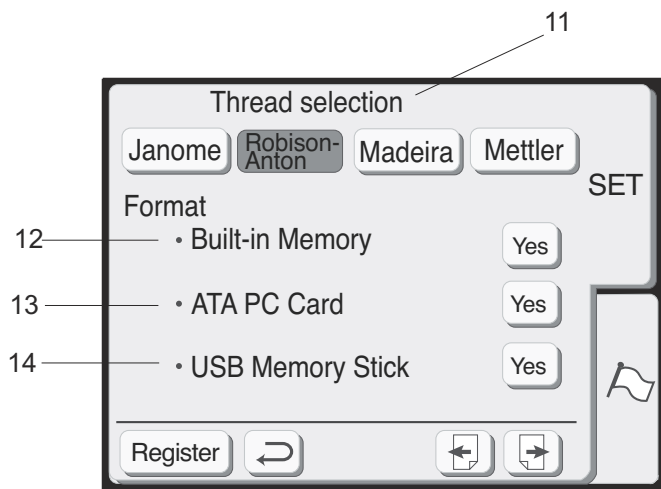 11
Thread selection
Janome Robison-Anton Madeira Mettler
SET
Format
12 • Built-in Memory Yes
13 • ATA PC Card Yes
14 • USB Memory Stick Yes
Register